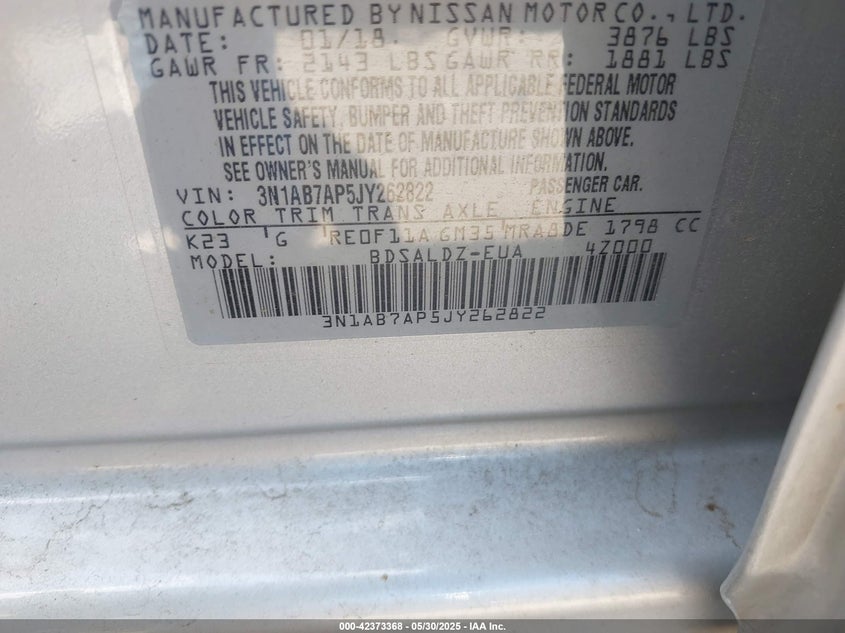 MANUFACTURED BY NISSAN MOTOR CO., LTD.
DATE: 01/18. GVWR: 3876 LBS
GAWR FR: 2143 LBS GAWR RR: 1881 LBS
THIS VEHICLE CONFORMS TO ALL APPLICABLE FEDERAL MOTOR
VEHICLE SAFETY, BUMPER AND THEFT PREVENTION STANDARDS
IN EFFECT ON THE DATE OF MANUFACTURE SHOWN ABOVE.
SEE OWNER'S MANUAL FOR ADDITIONAL INFORMATION.
VIN: 3N1AB7AP5JY262822 PASSENGER CAR.
COLOR TRIM TRANS AXLE ENGINE
K23 'G 'RE0F11A GM35 'MRA8DE 1798 CC
MODEL: BDSALDZ-EUA 4Z000
3N1AB7AP5JY262822
000-42373368 - 05/30/2025 - IAA Inc.